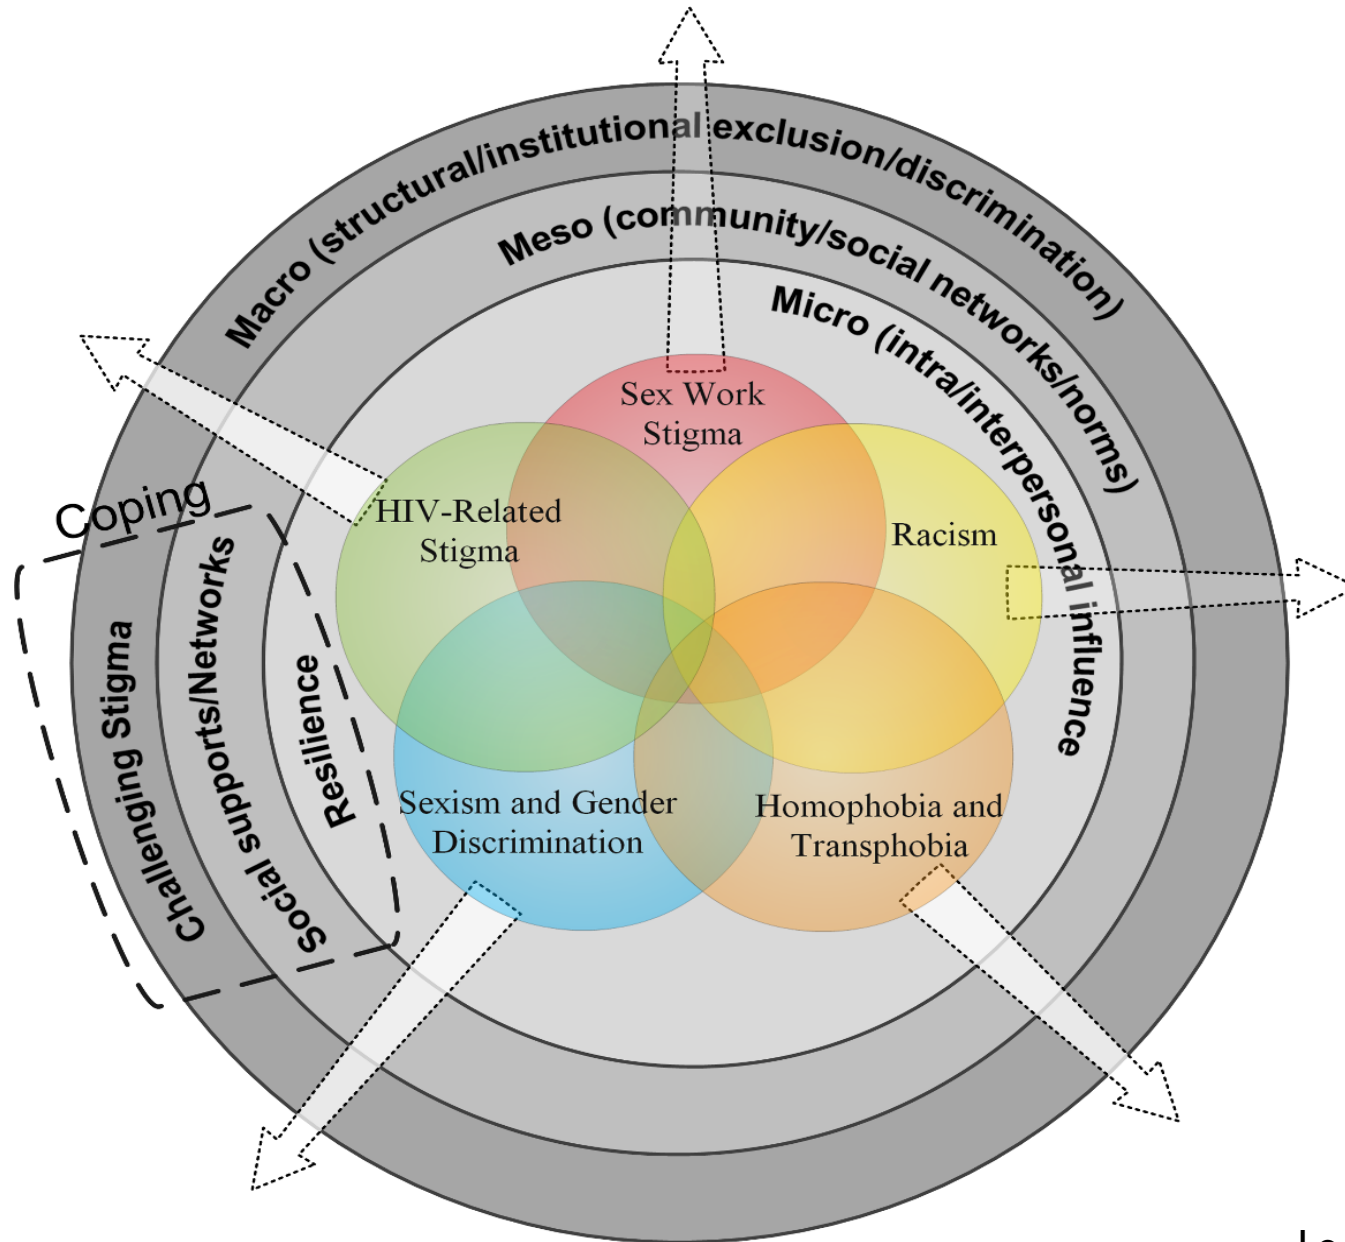 Macro (structural/institutional exclusion/discrimination)
Meso (community/social networks/norms)
Micro (intra/interpersonal influence
Sex Work
Stigma
HIV-Related
Stigma
Racism
Coping
Challenging Stigma
Social supports/Networks
Resilience
Sexism and Gender
Discrimination
Homophobia and
Transphobia